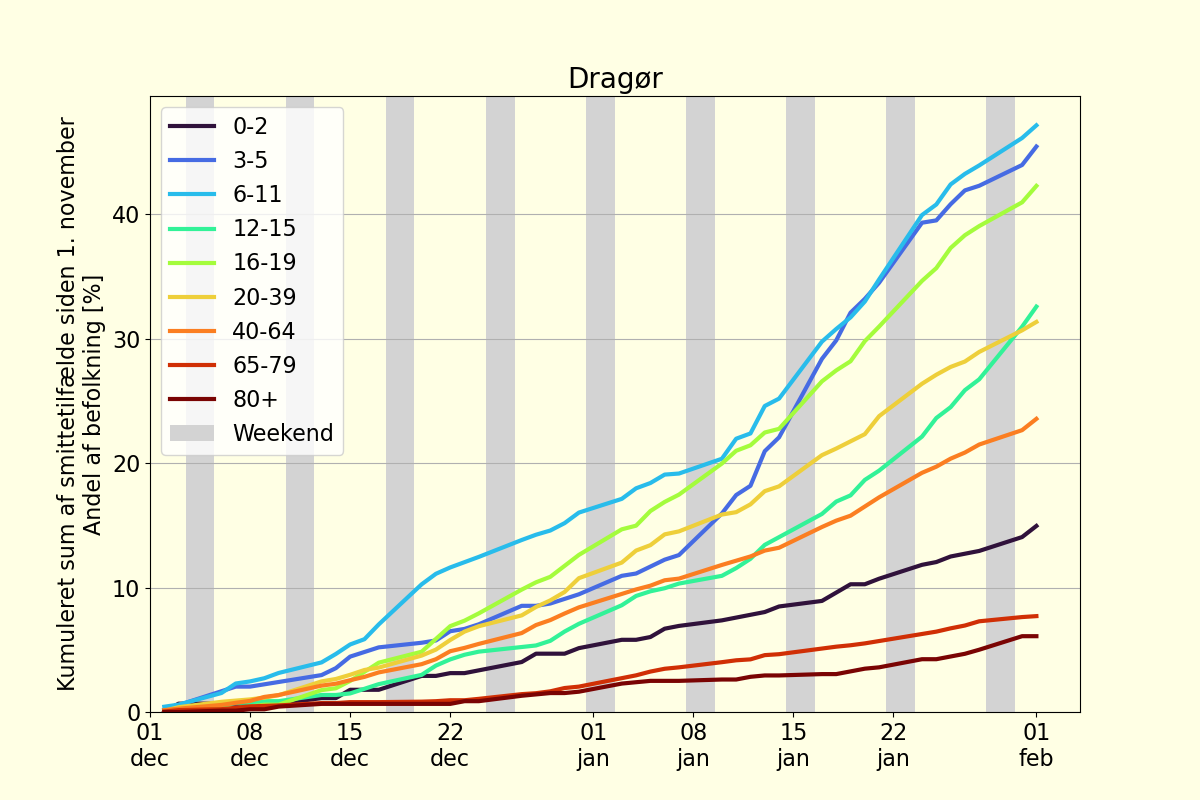 Dragør
Kumuleret sum af smittetilfælde siden 1. november
Andel af befolkning [%]
0-2
3-5
6-11
12-15
16-19
20-39
40-64
65-79
80+
Weekend
40
30
20
10
0
01 08 15 22 01 08 15 22 01
dec dec dec dec jan jan jan jan feb